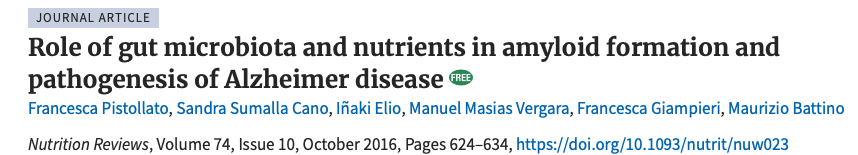 JOURNAL ARTICLE
Role of gut microbiota and nutrients in amyloid formation and
pathogenesis of Alzheimer disease FREE
Francesca Pistollato, Sandra Sumalla Cano, Iñaki Elio, Manuel Masias Vergara, Francesca Giampieri, Maurizio Battino
Nutrition Reviews, Volume 74, Issue 10, October 2016, Pages 624–634, https://doi.org/10.1093/nutrit/nuw023